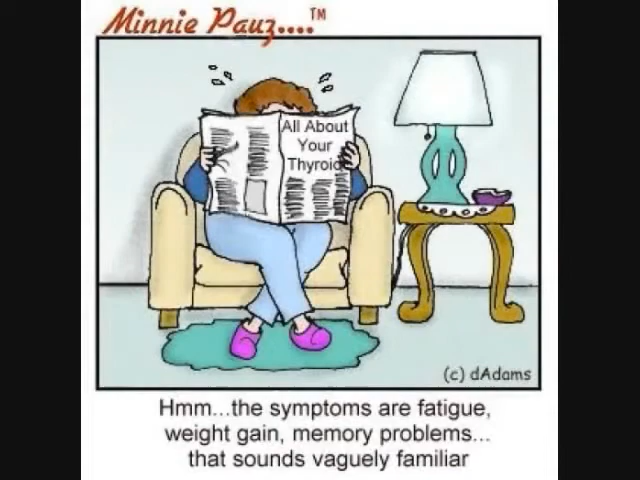 Minnie Pauz....™
All About
Your
Thyroid
(c) dAdams
Hmm...the symptoms are fatigue,
weight gain, memory problems...
that sounds vaguely familiar